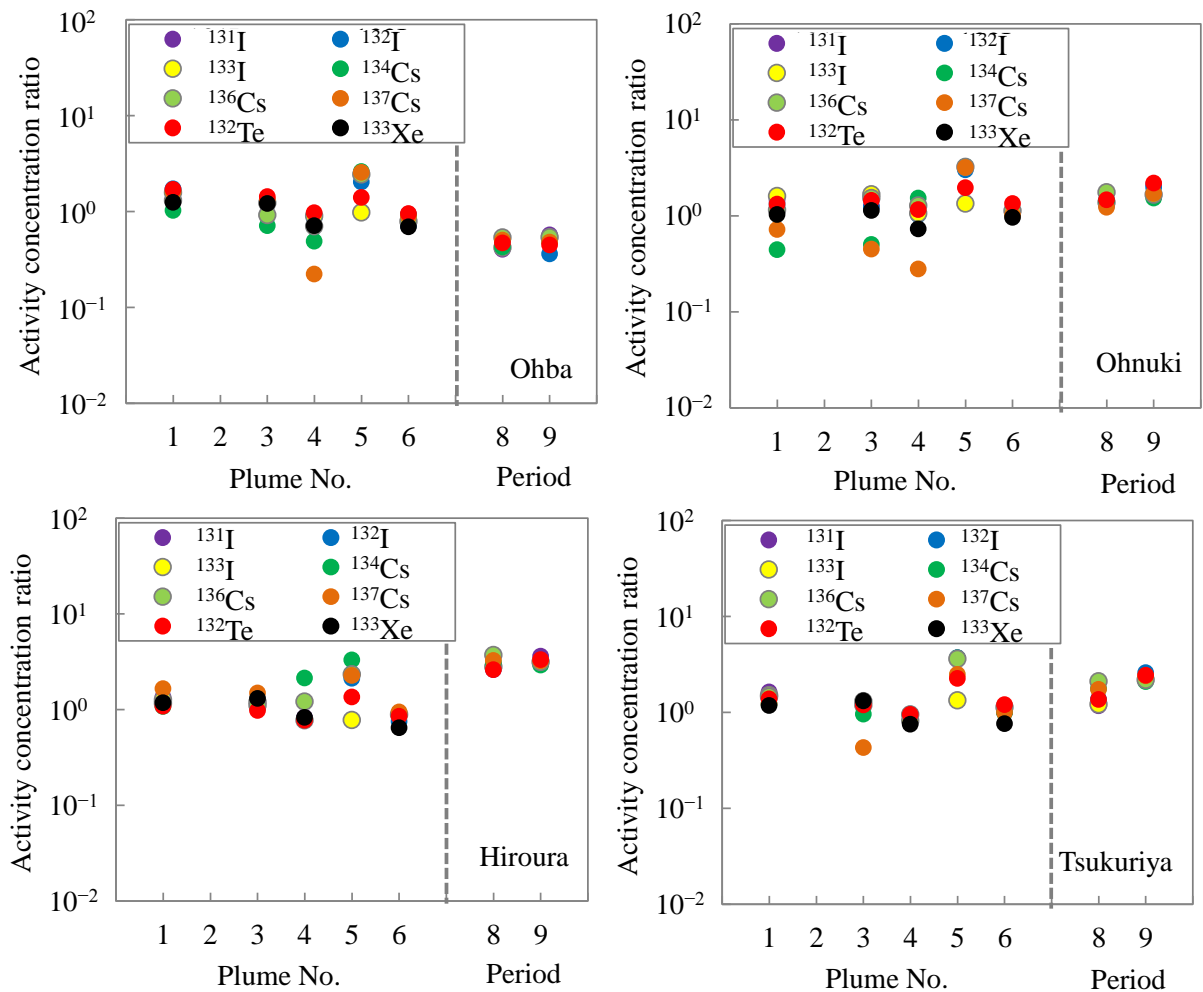 Activity concentration ratio
10²
10¹
10⁰
10⁻¹
10⁻²
¹³¹I ¹³²I
¹³³I ¹³⁴Cs
¹³⁶Cs ¹³⁷Cs
¹³²Te ¹³³Xe
Ohba
1 2 3 4 5 6 8 9
Plume No. Period
Activity concentration ratio
10²
10¹
10⁰
10⁻¹
10⁻²
¹³¹I ¹³²I
¹³³I ¹³⁴Cs
¹³⁶Cs ¹³⁷Cs
¹³²Te ¹³³Xe
Ohnuki
1 2 3 4 5 6 8 9
Plume No. Period
Activity concentration ratio
10²
10¹
10⁰
10⁻¹
10⁻²
¹³¹I ¹³²I
¹³³I ¹³⁴Cs
¹³⁶Cs ¹³⁷Cs
¹³²Te ¹³³Xe
Hiroura
1 2 3 4 5 6 8 9
Plume No. Period
Activity concentration ratio
10²
10¹
10⁰
10⁻¹
10⁻²
¹³¹I ¹³²I
¹³³I ¹³⁴Cs
¹³⁶Cs ¹³⁷Cs
¹³²Te ¹³³Xe
Tsukuriya
1 2 3 4 5 6 8 9
Plume No. Period